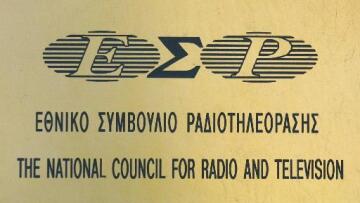 ΕΣΡ
ΕΘΝΙΚΟ ΣΥΜΒΟΥΛΙΟ ΡΑΔΙΟΤΗΛΕΟΡΑΣΗΣ
THE NATIONAL COUNCIL FOR RADIO AND TELEVISION